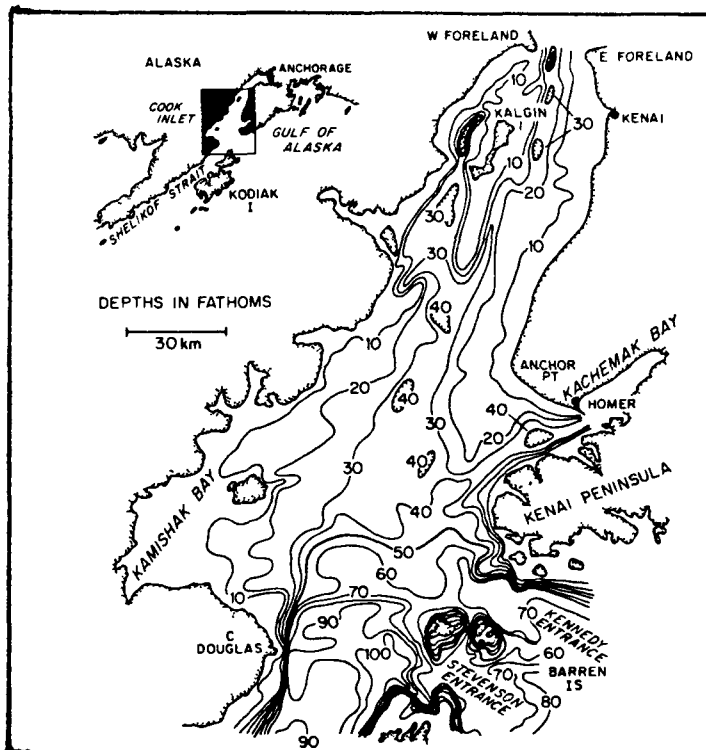 W FORELAND
E FORELAND
ALASKA
ANCHORAGE
10
COOK
INLET
KENAI
KALGIN
I
30
GULF OF
ALASKA
10
20
SHELIKOF STRAIT
KODIAK
I
30
10
30
DEPTHS IN FATHOMS
40
30 km
10
ANCHOR
PT
KACHEMAK BAY
20
HOMER
40
40
30
20
30
40
KAMISHAK BAY
KENAI PENINSULA
40
50
60
10
70
70
KENNEDY
ENTRANCE
90
C
DOUGLAS
60
100
STEVENSON
ENTRANCE
70
BARREN
IS
80
90